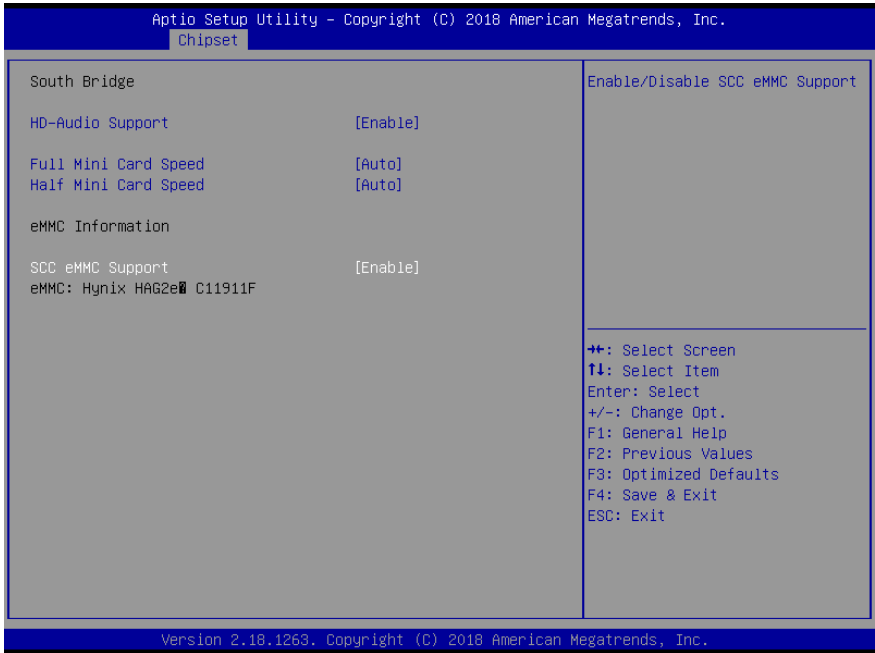 Aptio Setup Utility – Copyright (C) 2018 American Megatrends, Inc.
Chipset
South Bridge
HD-Audio Support [Enable]
Full Mini Card Speed [Auto]
Half Mini Card Speed [Auto]
eMMC Information
SCC eMMC Support [Enable]
eMMC: Hynix HAG2e� C11911F
Enable/Disable SCC eMMC Support
→←: Select Screen
↑↓: Select Item
Enter: Select
+/-: Change Opt.
F1: General Help
F2: Previous Values
F3: Optimized Defaults
F4: Save & Exit
ESC: Exit
Version 2.18.1263. Copyright (C) 2018 American Megatrends, Inc.